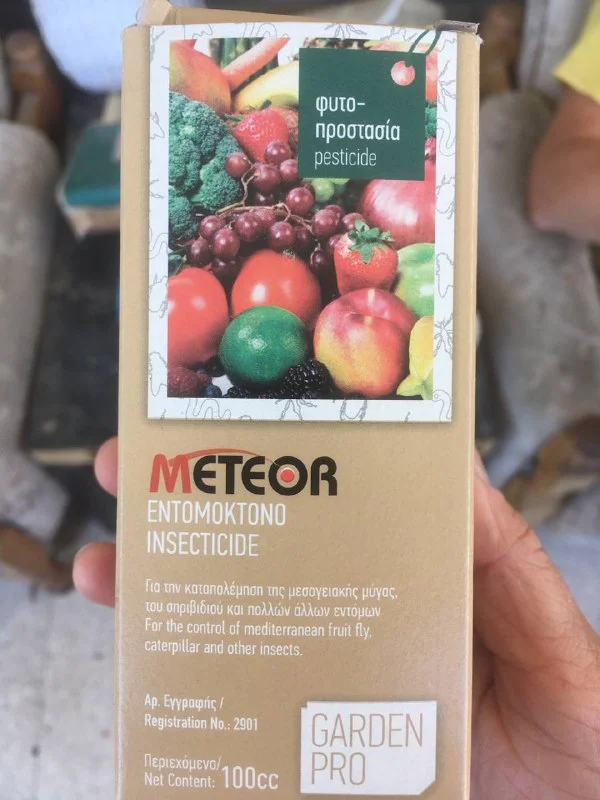 φυτο-
προστασία
pesticide
METEOR
ΕΝΤΟΜΟΚΤΟΝΟ
INSECTICIDE
Για την καταπολέμηση της μεσογειακής μύγας,
του σπριβιδιού και πολλών άλλων εντόμων
For the control of mediterranean fruit fly,
caterpillar and other insects.
Αρ. Εγγραφής /
Registration No.: 2901
Περιεχόμενο/
Net Content: 100cc
GARDEN
PRO